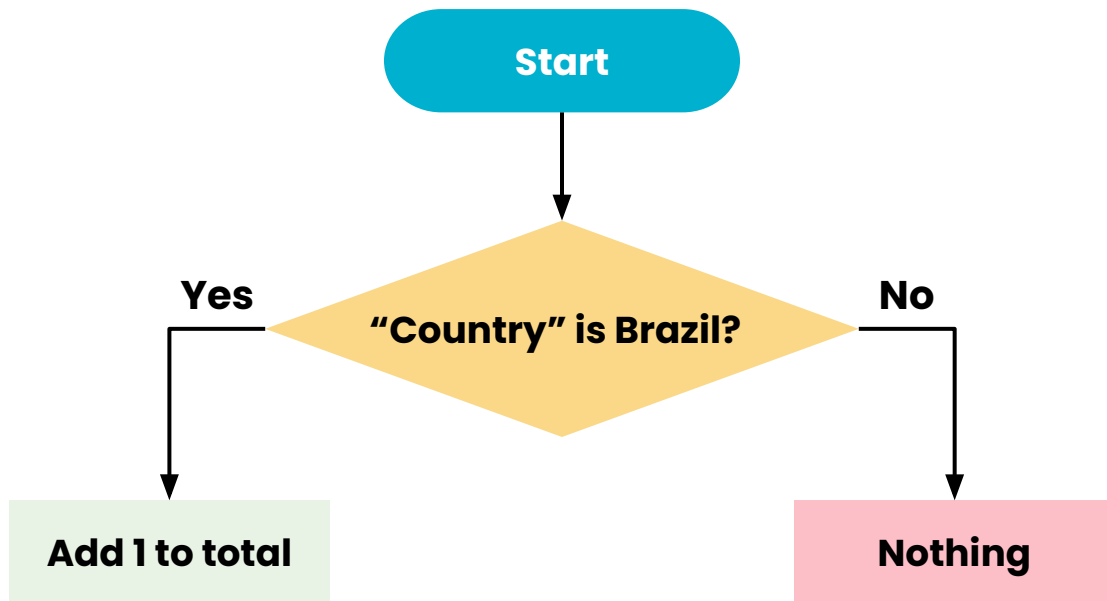 Start
Yes
“Country” is Brazil?
No
Add 1 to total
Nothing